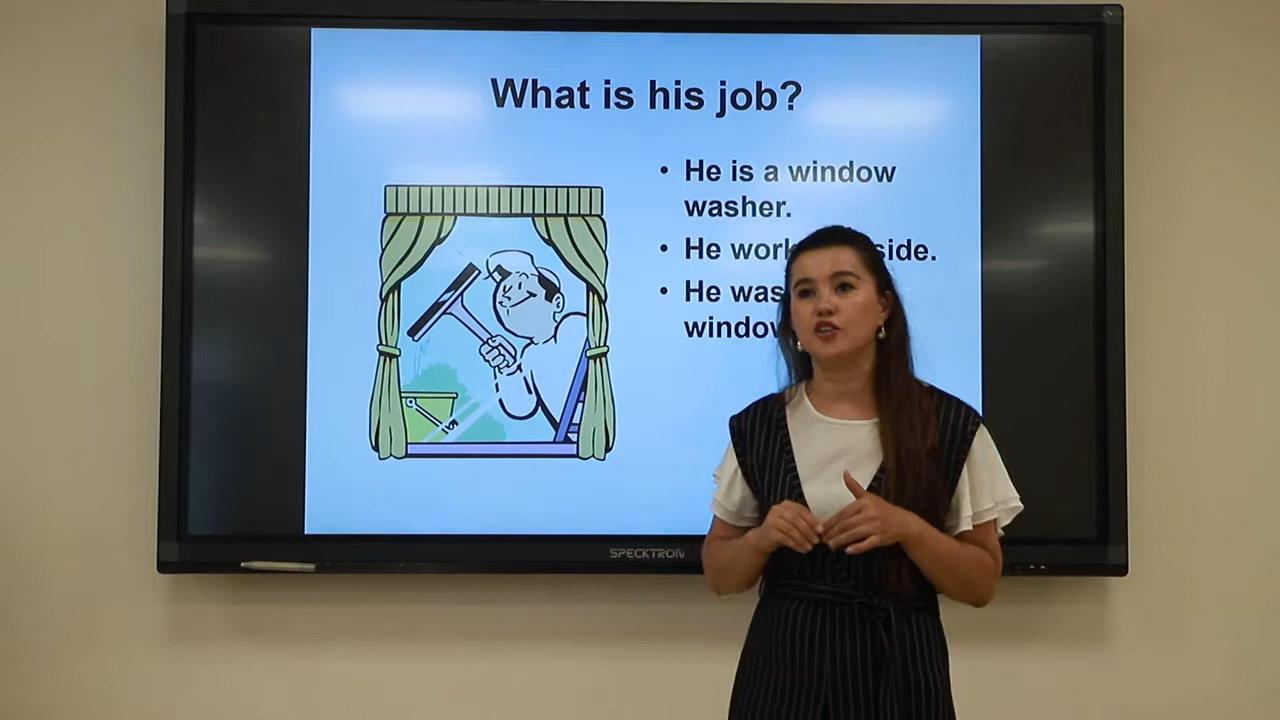 What is his job?
• He is a window
washer.
• He work side.
• He was
window
SPECKTRON